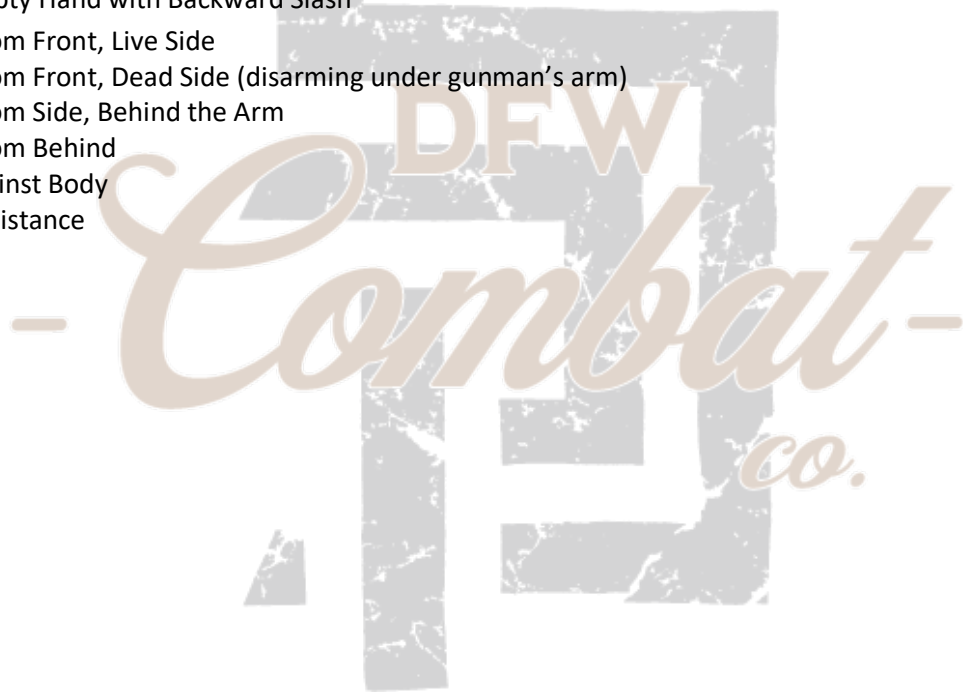 pty Hand with Backward Slash
om Front, Live Side
om Front, Dead Side (disarming under gunman's arm)
om Side, Behind the Arm
om Behind
inst Body
istance
DFW
-Combat-
co.